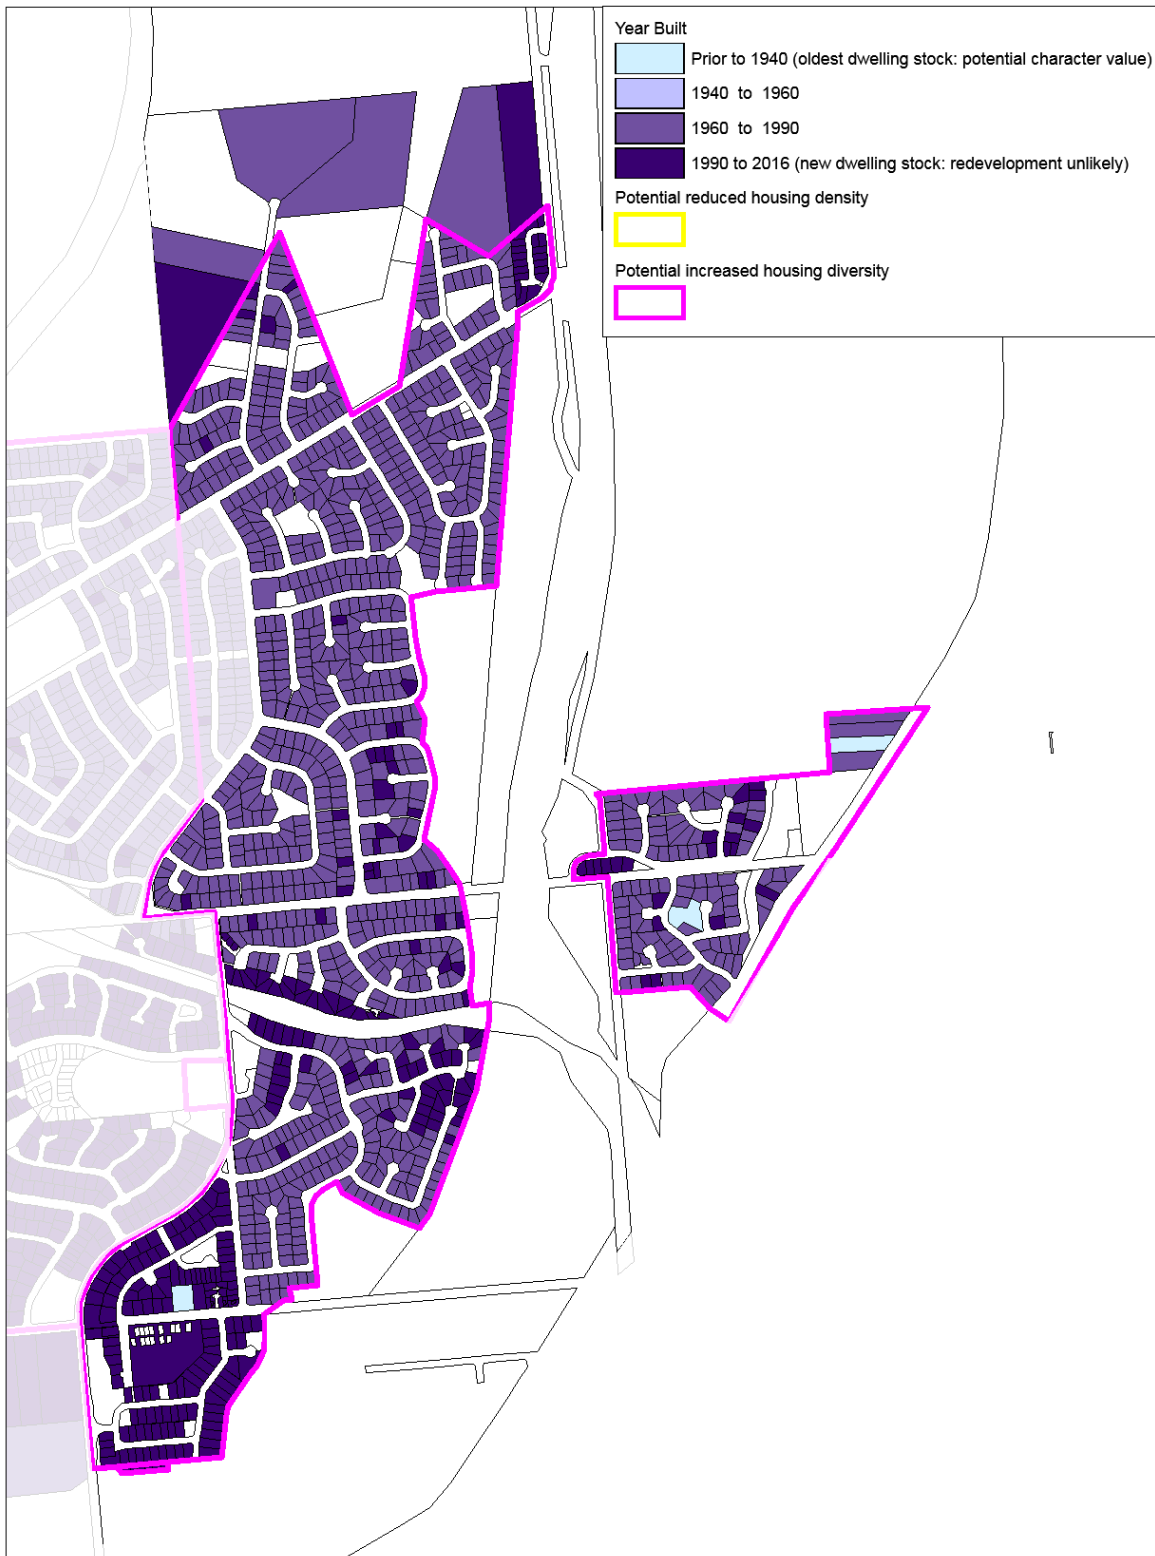 Year Built
Prior to 1940 (oldest dwelling stock: potential character value)
1940 to 1960
1960 to 1990
1990 to 2016 (new dwelling stock: redevelopment unlikely)
Potential reduced housing density
Potential increased housing diversity